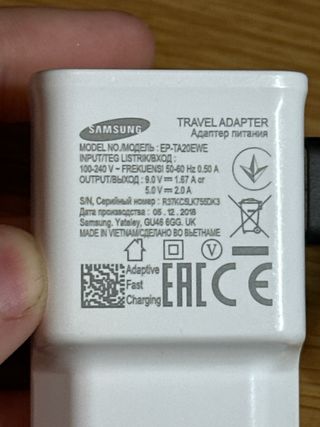 SAMSUNG
TRAVEL ADAPTER
Адаптер питания
MODEL NO./МОДЕЛЬ : EP-TA20EWE
INPUT/TEG LISTRIK/ВХОД :
100-240 V ~ FREKUENSI 50-60 Hz 0.50 A
OUTPUT/ВЫХОД : 9.0 V ⎓ 1.67 A or
5.0 V ⎓ 2.0 A
S/N, Серийный номер : R37KCSLK756DK3
Дата производства : 05 . 12 . 2018
Samsung, Yateley, GU46 6GG. UK
MADE IN VIETNAM/СДЕЛАНО ВО ВЬЕТНАМЕ
V
Adaptive
Fast
Charging
EAC CE